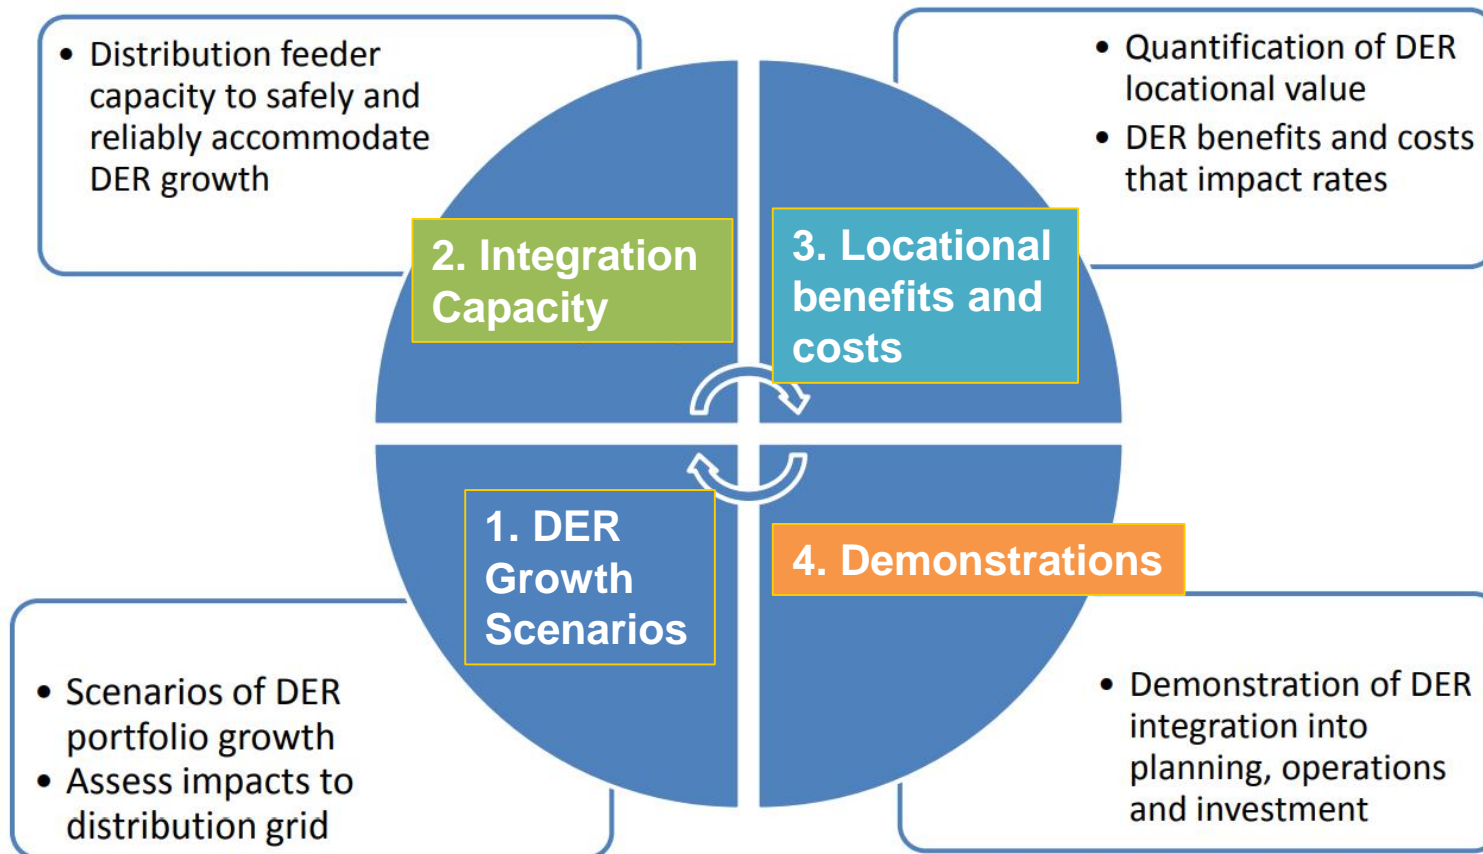 • Distribution feeder
capacity to safely and
reliably accommodate
DER growth
• Quantification of DER
locational value
• DER benefits and costs
that impact rates
2. Integration
Capacity
3. Locational
benefits and
costs
1. DER
Growth
Scenarios
4. Demonstrations
• Scenarios of DER
portfolio growth
• Assess impacts to
distribution grid
• Demonstration of DER
integration into
planning, operations
and investment